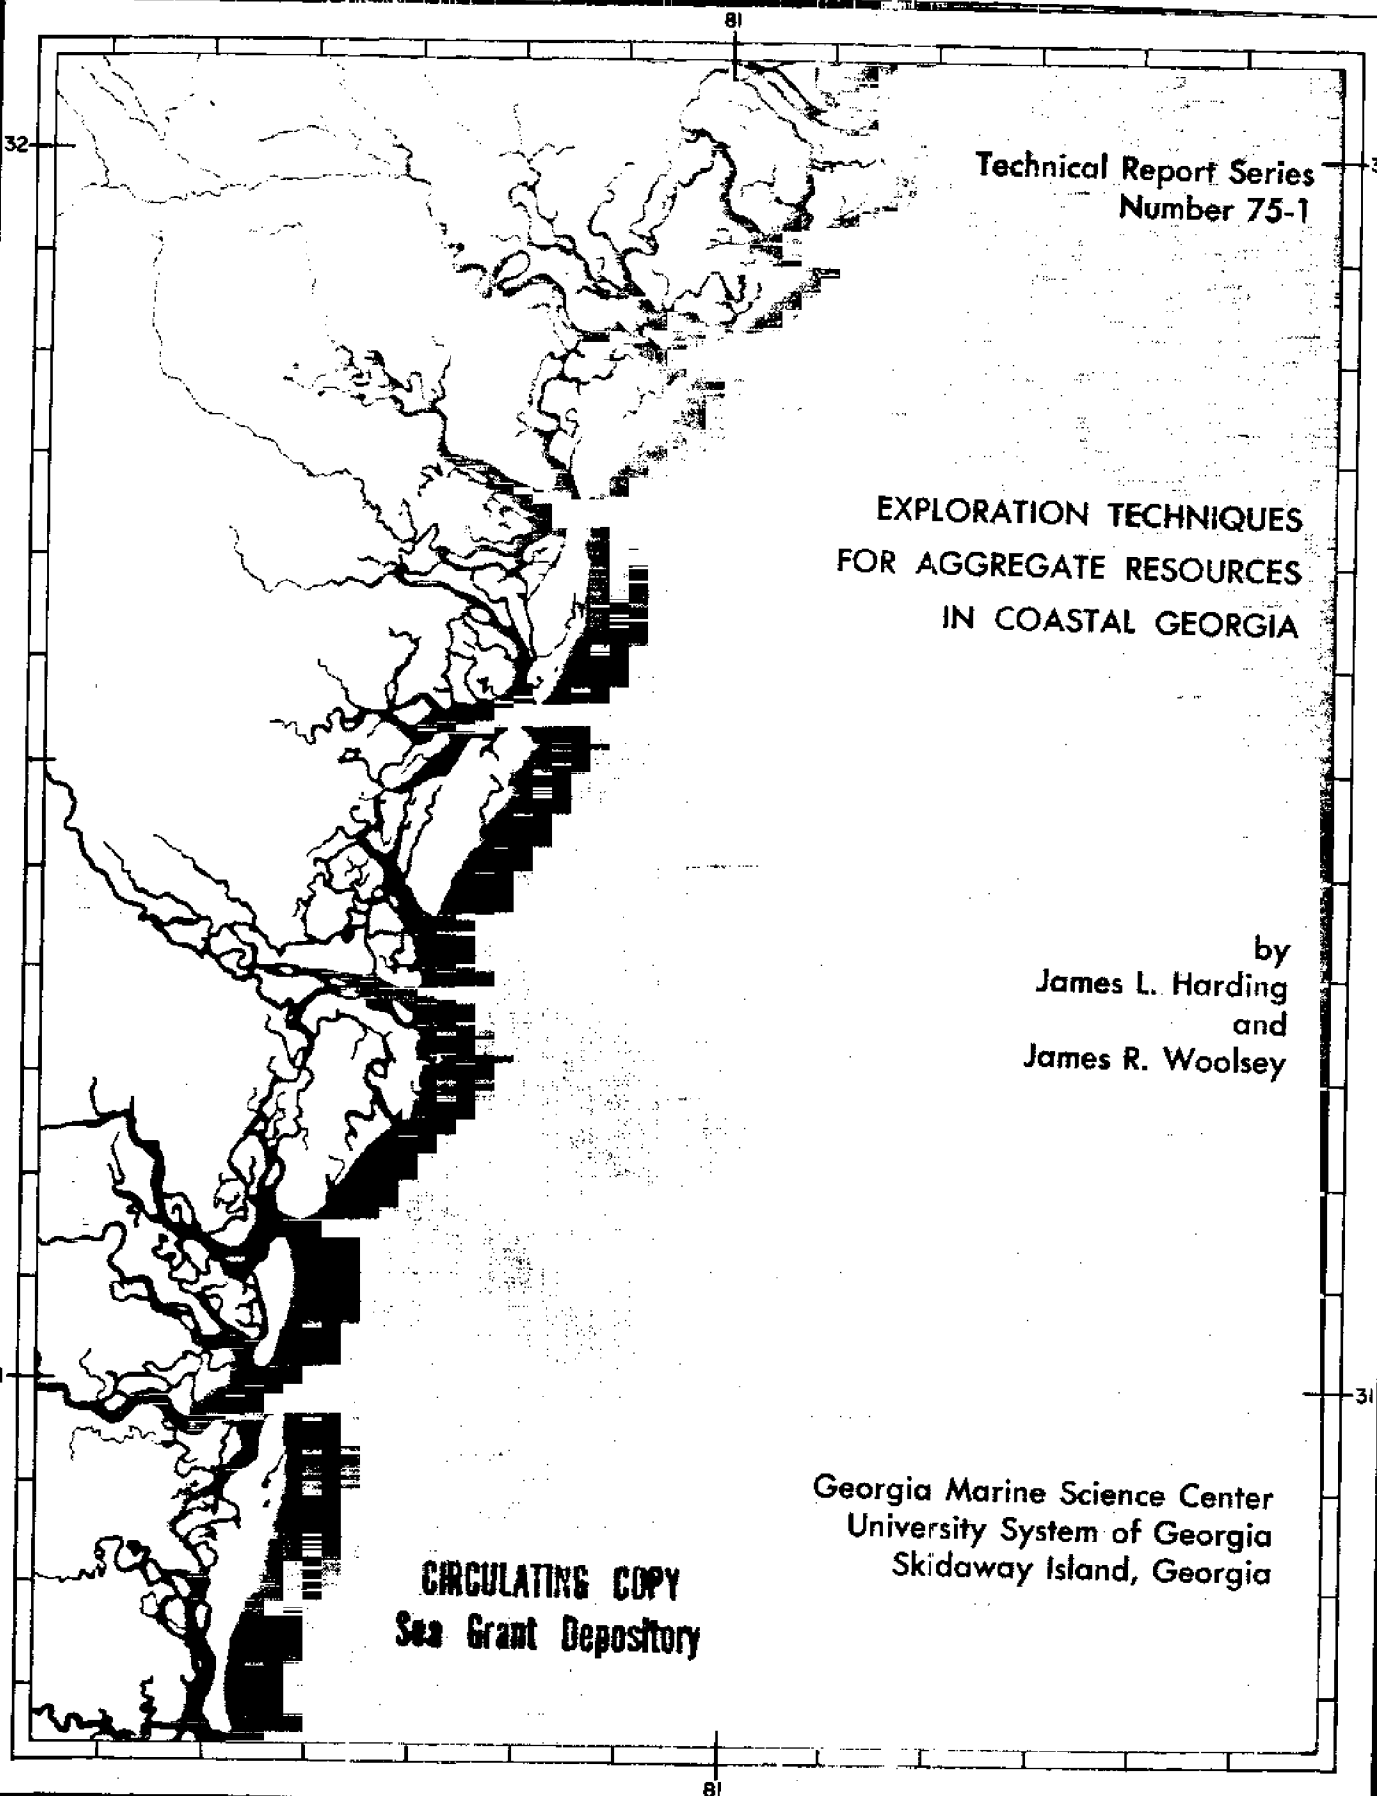 81
32
Technical Report Series
Number 75-1
EXPLORATION TECHNIQUES
FOR AGGREGATE RESOURCES
IN COASTAL GEORGIA
by
James L. Harding
and
James R. Woolsey
31
Georgia Marine Science Center
University System of Georgia
Skidaway Island, Georgia
CIRCULATING COPY
Sea Grant Depository
81